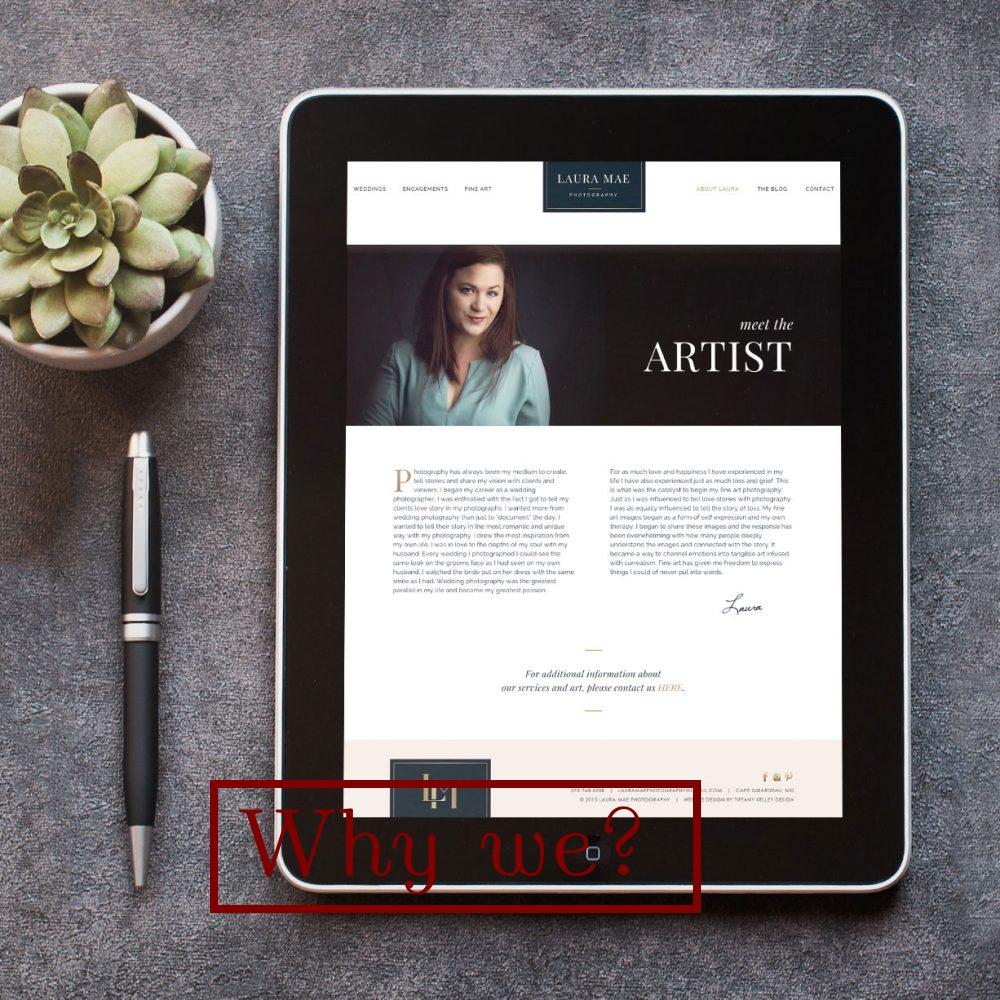 WEDDINGS ENGAGEMENTS FINE ART
LAURA MAE
PHOTOGRAPHY
ABOUT LAURA THE BLOG CONTACT
meet the
ARTIST
Photography has always been my medium to create,
tell stories and share my vision with clients and
viewers. I began my career as a wedding
photographer. I was enthralled with the fact I got to tell my
clients love story in my photographs. I wanted more from
wedding photography than just to "document" the day. I
wanted to tell their story in the most romantic and unique
way with my photography. I drew the most inspiration from
my own life. I was in love to the depths of my soul with my
husband. Every wedding I photographed I could see the
same look on the grooms face as I had seen on my own
husband. I watched the bride put on her dress with the same
smile as I had. Wedding photography was the greatest
parallel in my life and became my greatest passion.
For as much love and happiness I have experienced in my
life I have also experienced just as much loss and grief. This
is what was the catalyst to begin my fine art photography.
Just as I was influenced to tell love stories with photography
I was as equally influenced to tell the story of loss. My fine
art images began as a form of self expression and my own
therapy. I began to share these images and the response has
been overwhelming with how many people deeply
understand the images and connected with the story. It
became a way to channel emotions into tangible art infused
with surrealism. Fine art has given me freedom to express
things I could of never put into words.
Laura
For additional information about
our services and art, please contact us HERE.
LM
| CAPE GIRARDEAU, MO
© 2015 LAURA MAE PHOTOGRAPHY | DESIGN BY TIFFANY KELLEY DESIGN
Why we?